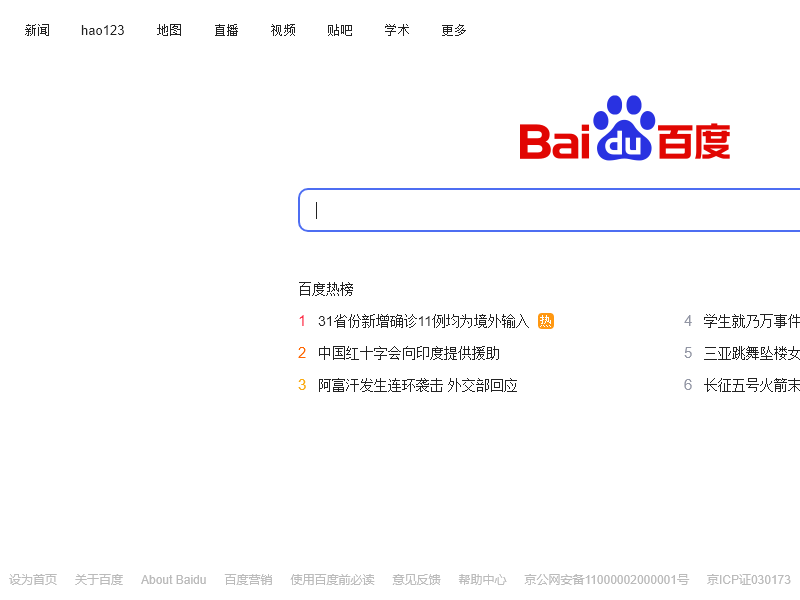 新闻 hao123 地图 直播 视频 贴吧 学术 更多
Bai du 百度
百度热榜
1 31省份新增确诊11例均为境外输入 热
2 中国红十字会向印度提供援助
3 阿富汗发生连环袭击 外交部回应
4 学生就乃万事件
5 三亚跳舞坠楼女
6 长征五号火箭末
设为首页 关于百度 About Baidu 百度营销 使用百度前必读 意见反馈 帮助中心 京公网安备11000002000001号 京ICP证030173